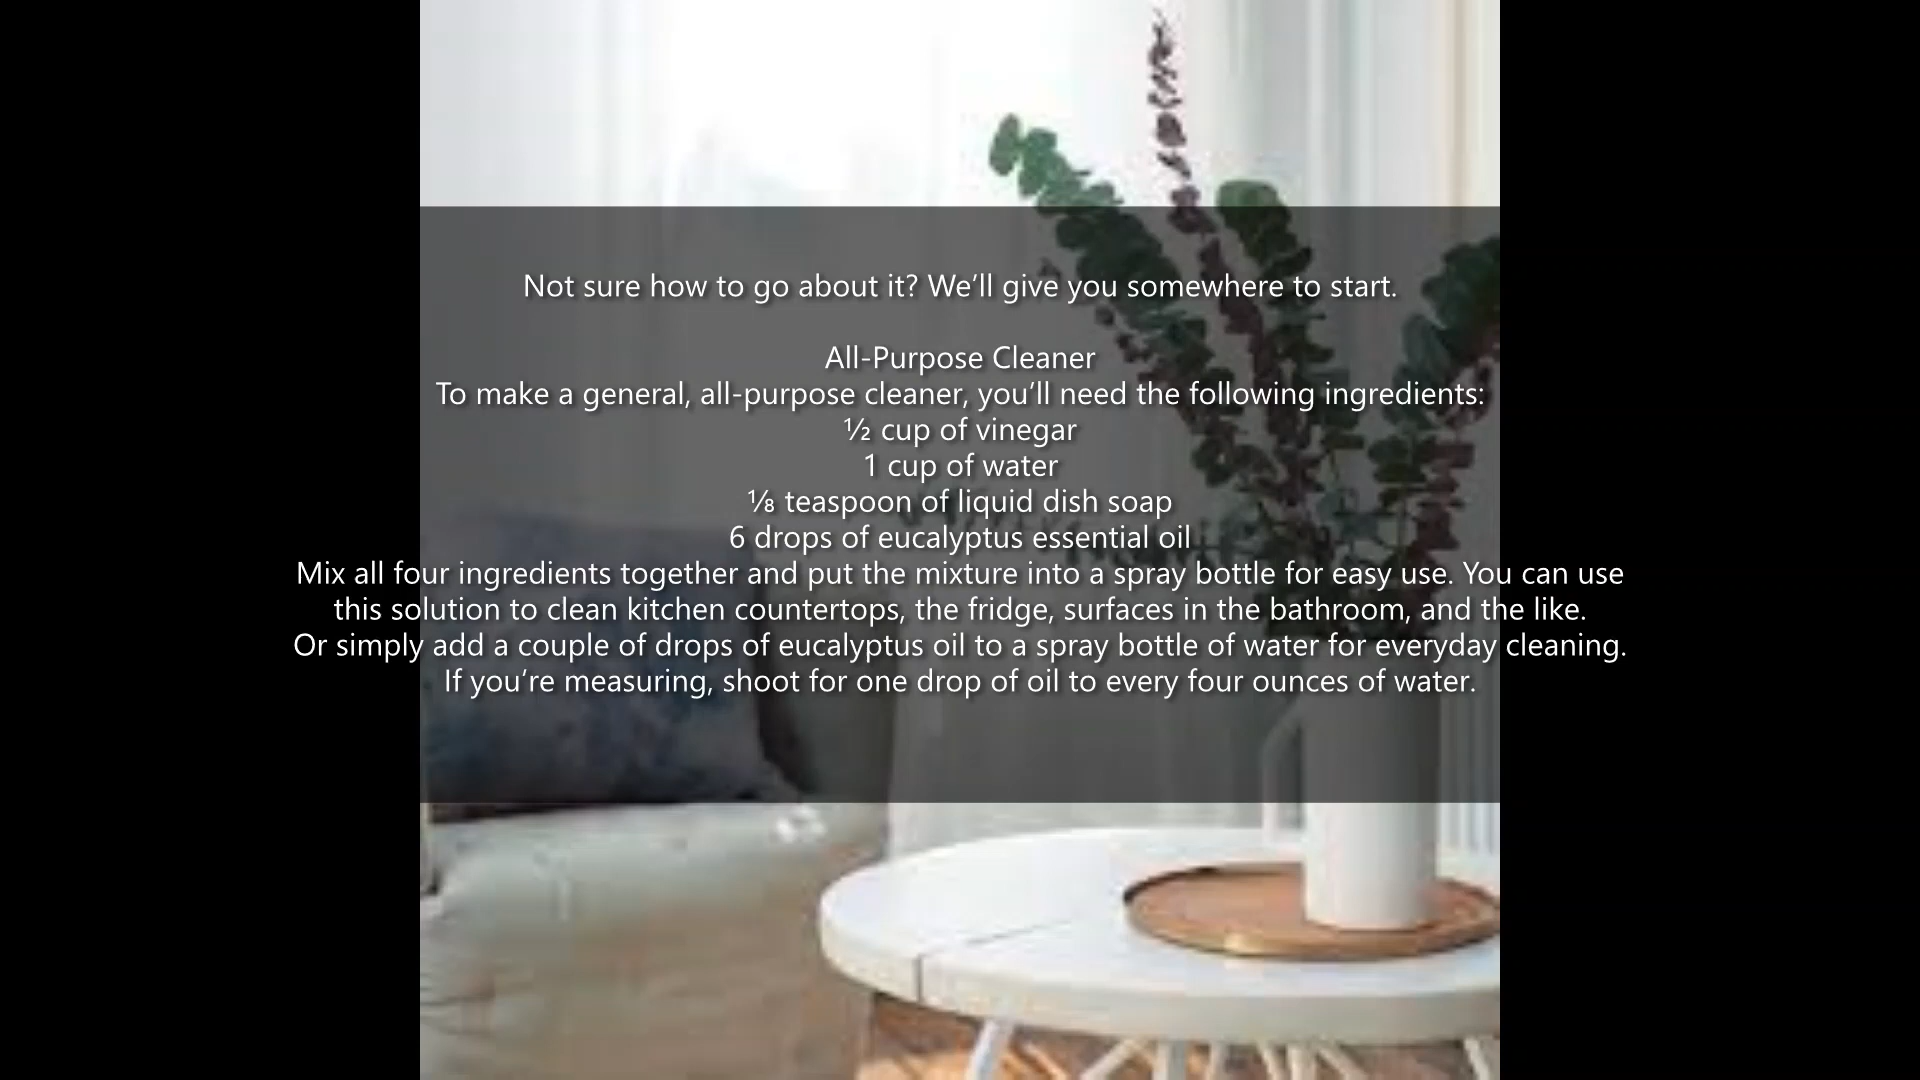 Not sure how to go about it? We’ll give you somewhere to start.
All-Purpose Cleaner
To make a general, all-purpose cleaner, you’ll need the following ingredients:
½ cup of vinegar
1 cup of water
⅛ teaspoon of liquid dish soap
6 drops of eucalyptus essential oil
Mix all four ingredients together and put the mixture into a spray bottle for easy use. You can use
this solution to clean kitchen countertops, the fridge, surfaces in the bathroom, and the like.
Or simply add a couple of drops of eucalyptus oil to a spray bottle of water for everyday cleaning.
If you’re measuring, shoot for one drop of oil to every four ounces of water.